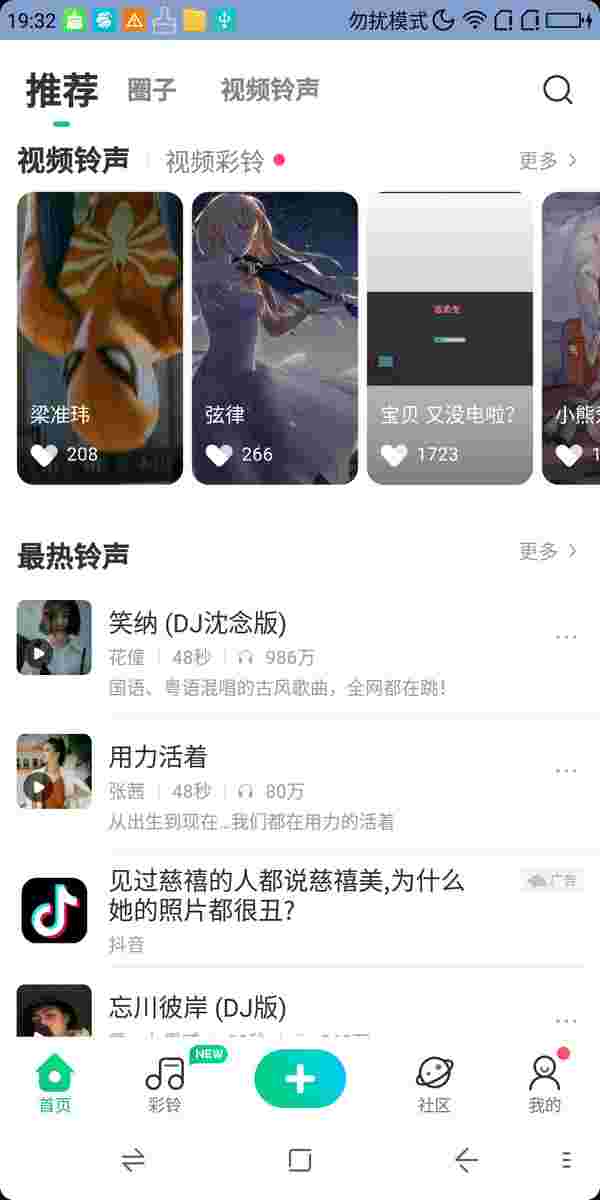 19:32 勿扰模式
推荐 圈子 视频铃声
视频铃声 视频彩铃 更多
梁准玮
208
弦律
266
宝贝 又没电啦?
1723
小熊
1
最热铃声 更多
笑纳 (DJ沈念版)
花僮 48秒 986万
国语、粤语混唱的古风歌曲，全网都在跳！
用力活着
张茜 48秒 80万
从出生到现在…我们都在用力的活着
见过慈禧的人都说慈禧美,为什么
她的照片都很丑?
广告
抖音
忘川彼岸 (DJ版)
NEW
首页 彩铃 社区 我的